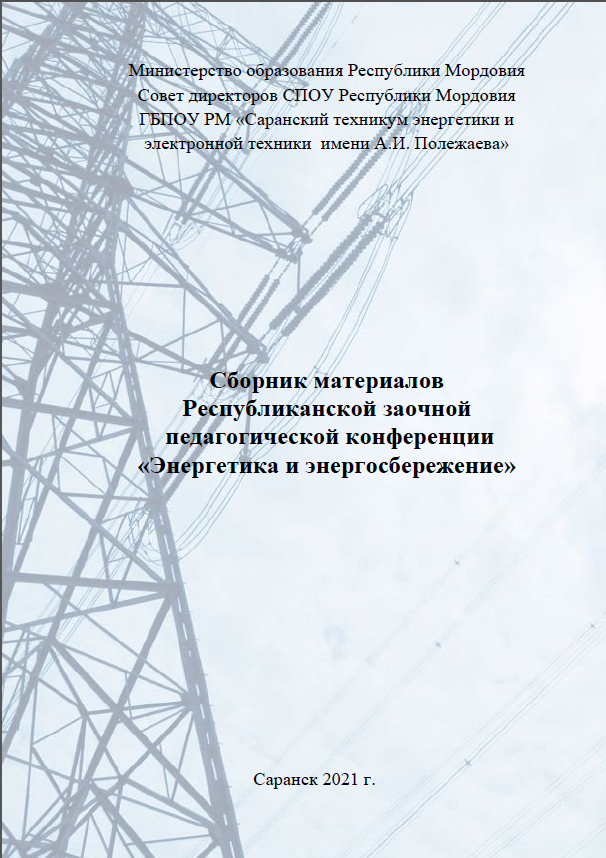 Министерство образования Республики Мордовия
Совет директоров СПОУ Республики Мордовия
ГБПОУ РМ «Саранский техникум энергетики и
электронной техники имени А.И. Полежаева»
Сборник материалов
Республиканской заочной
педагогической конференции
«Энергетика и энергосбережение»
Саранск 2021 г.